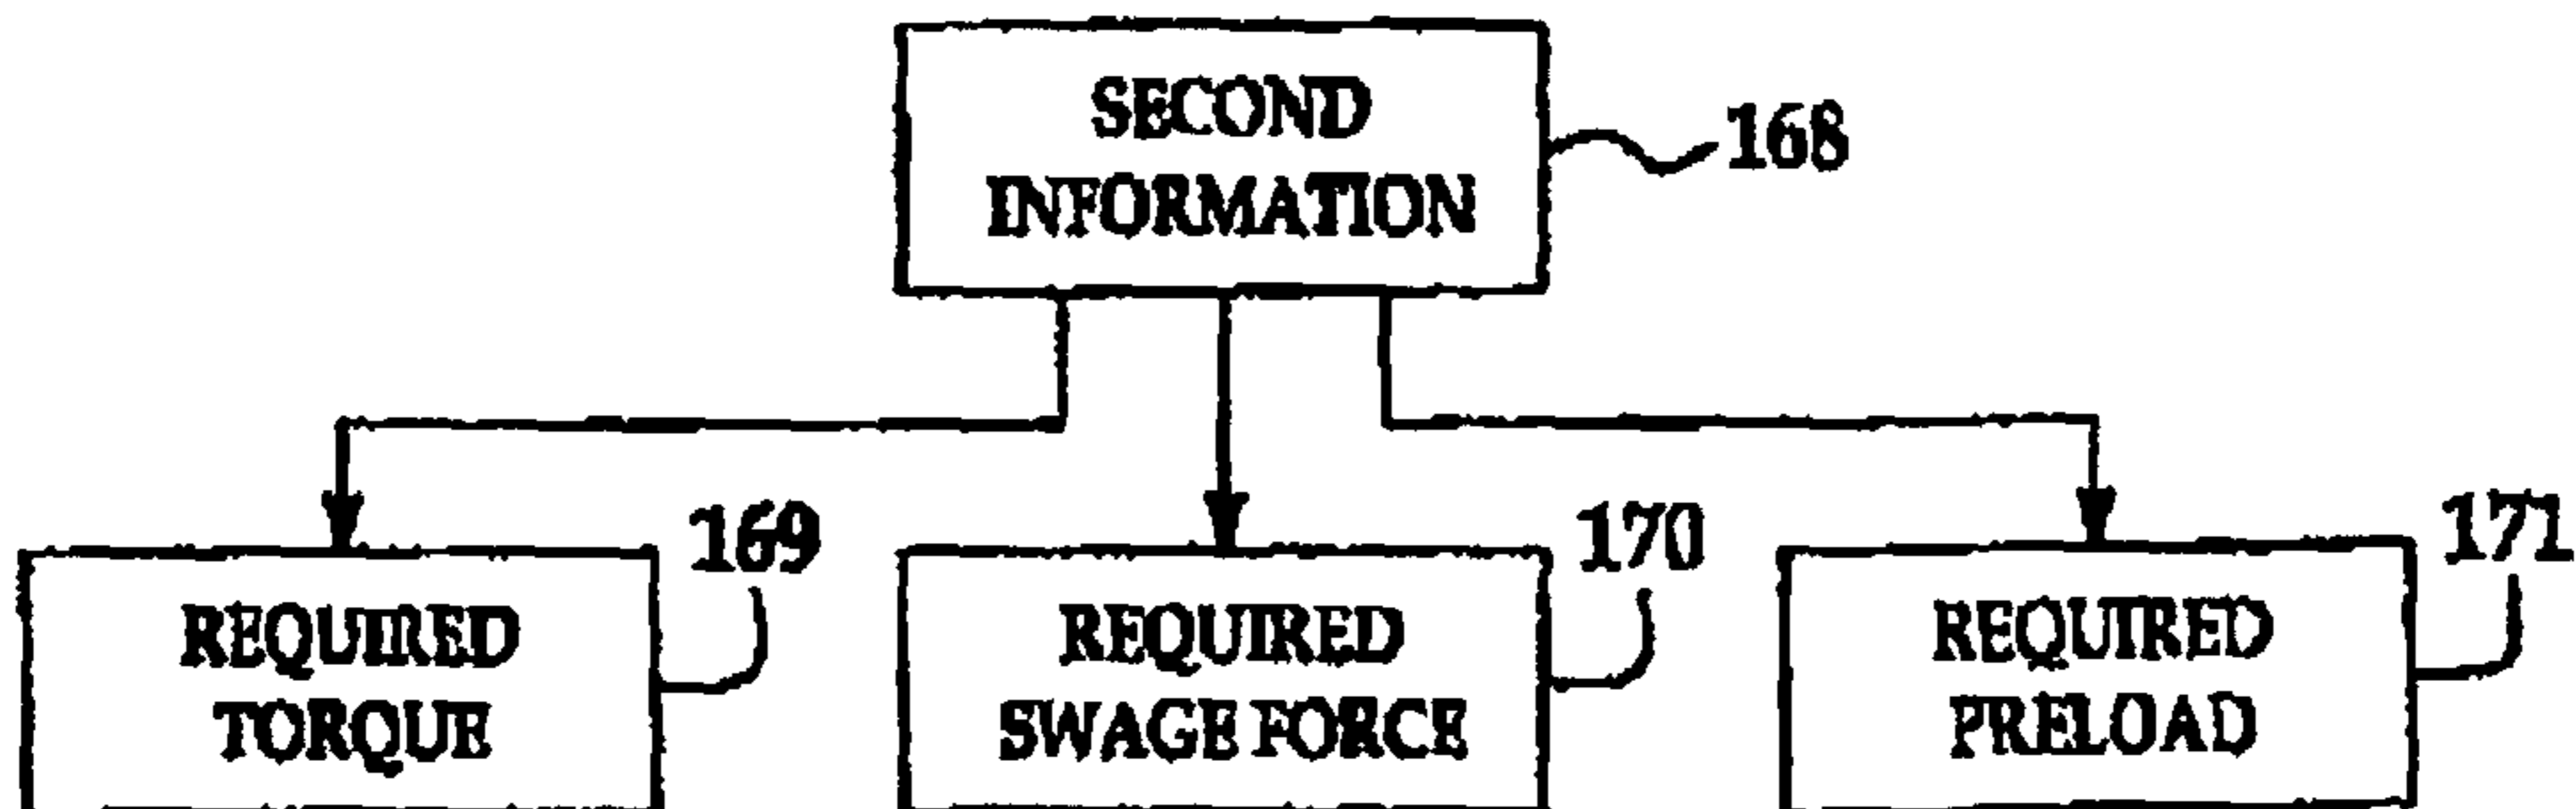 SECOND
INFORMATION
168
169
170
171
REQUIRED
TORQUE
REQUIRED
SWAGE FORCE
REQUIRED
PRELOAD